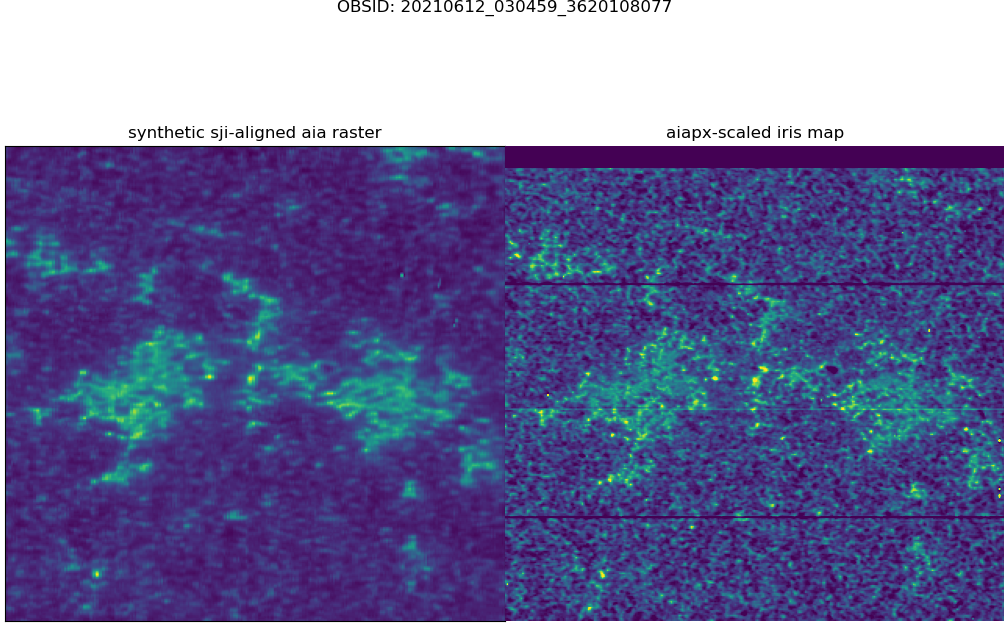 OBSID: 20210612_030459_3620108077
synthetic sji-aligned aia raster
aiapx-scaled iris map